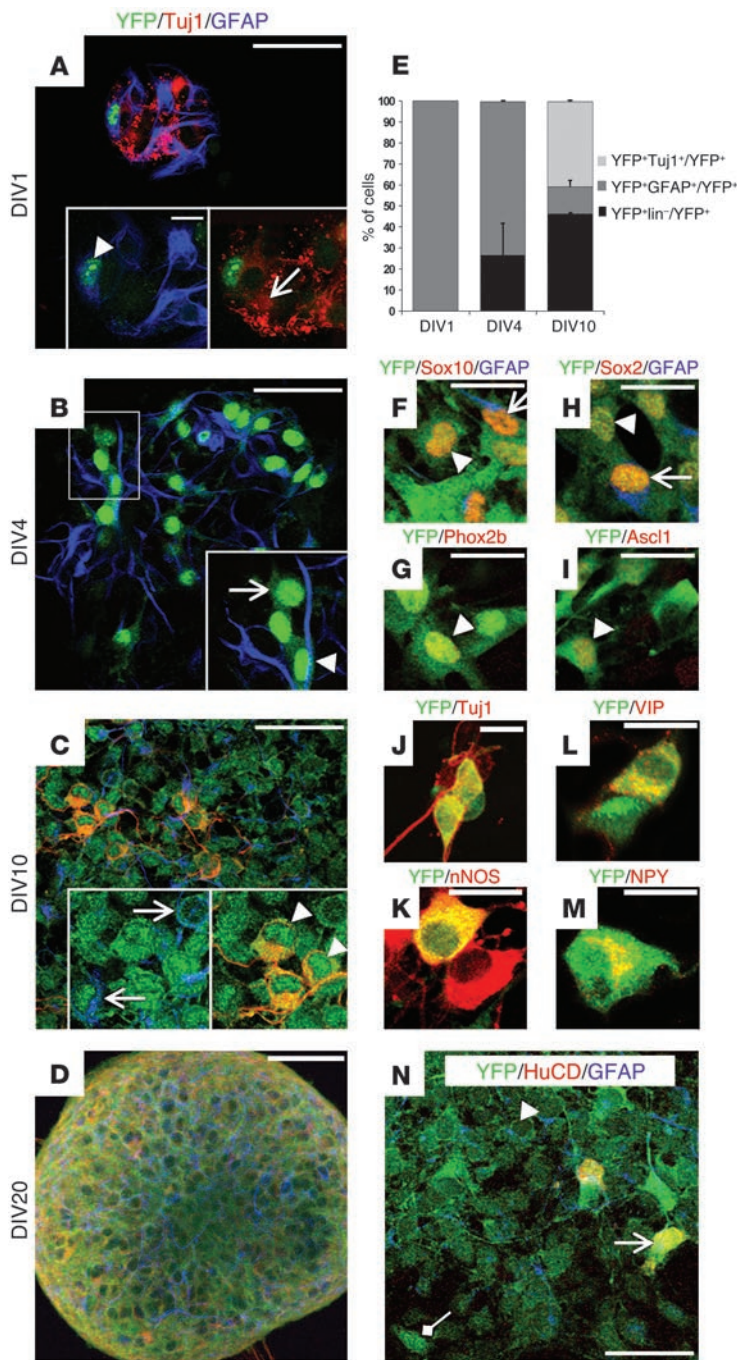 YFP/Tuj1/GFAP
A
DIV1
B
DIV4
C
DIV10
D
DIV20
E
% of cells
100
90
80
70
60
50
40
30
20
10
0
DIV1 DIV4 DIV10
YFP⁺Tuj1⁺/YFP⁺
YFP⁺GFAP⁺/YFP⁺
YFP⁺lin⁻/YFP⁺
YFP/Sox10/GFAP
F
YFP/Sox2/GFAP
H
YFP/Phox2b
G
YFP/Ascl1
I
YFP/Tuj1
J
YFP/VIP
L
YFP/nNOS
K
YFP/NPY
M
N
YFP/HuCD/GFAP